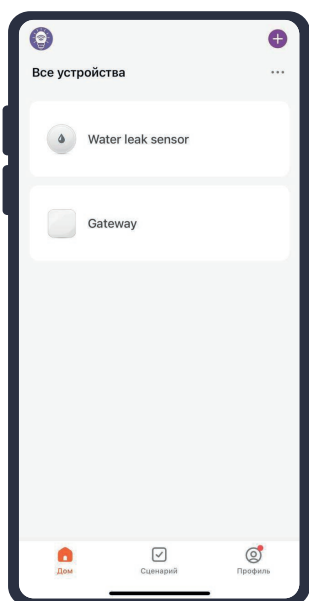 Все устройства
Water leak sensor
Gateway
Дом
Сценарий
Профиль